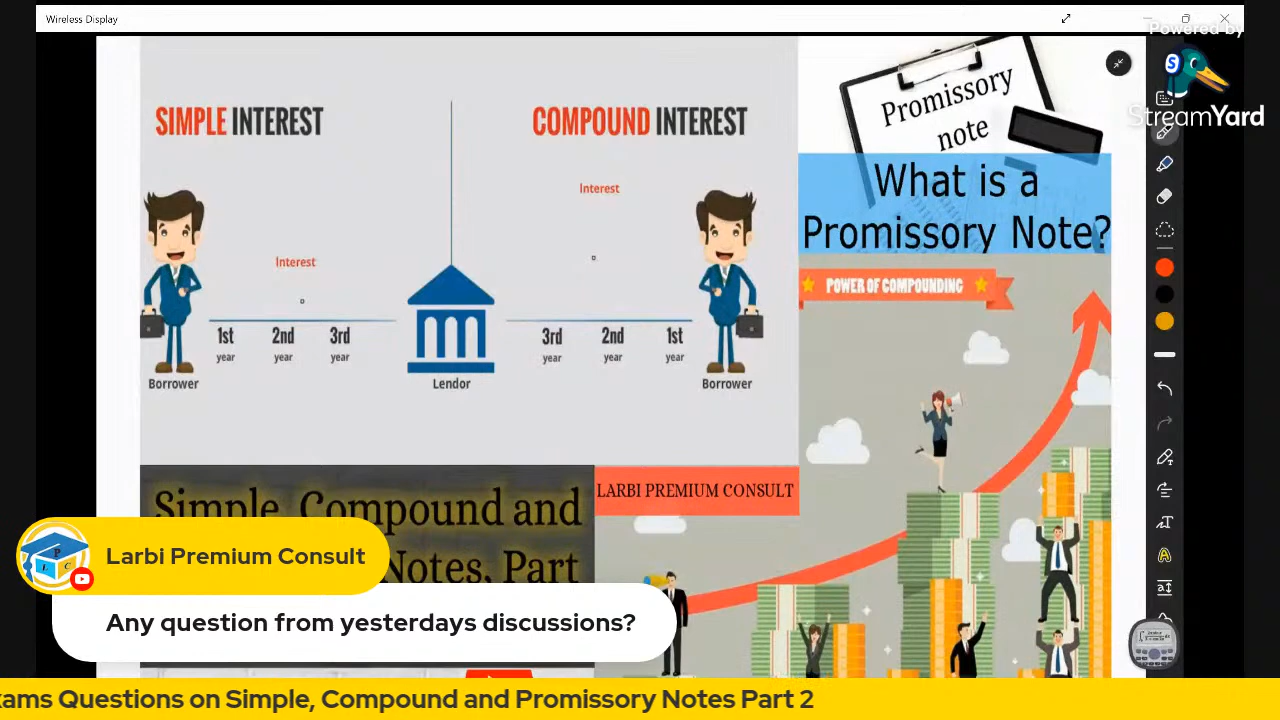 Wireless Display
Powered by
StreamYard
SIMPLE INTEREST
COMPOUND INTEREST
Promissory
note
What is a
Promissory Note?
Interest
Interest
POWER OF COMPOUNDING
1st
year
2nd
year
3rd
year
3rd
year
2nd
year
1st
year
Borrower
Lendor
Borrower
LARBI PREMIUM CONSULT
Simple, Compound and
Notes, Part
Larbi Premium Consult
Any question from yesterdays discussions?
Questions on Simple, Compound and Promissory Notes Part 2